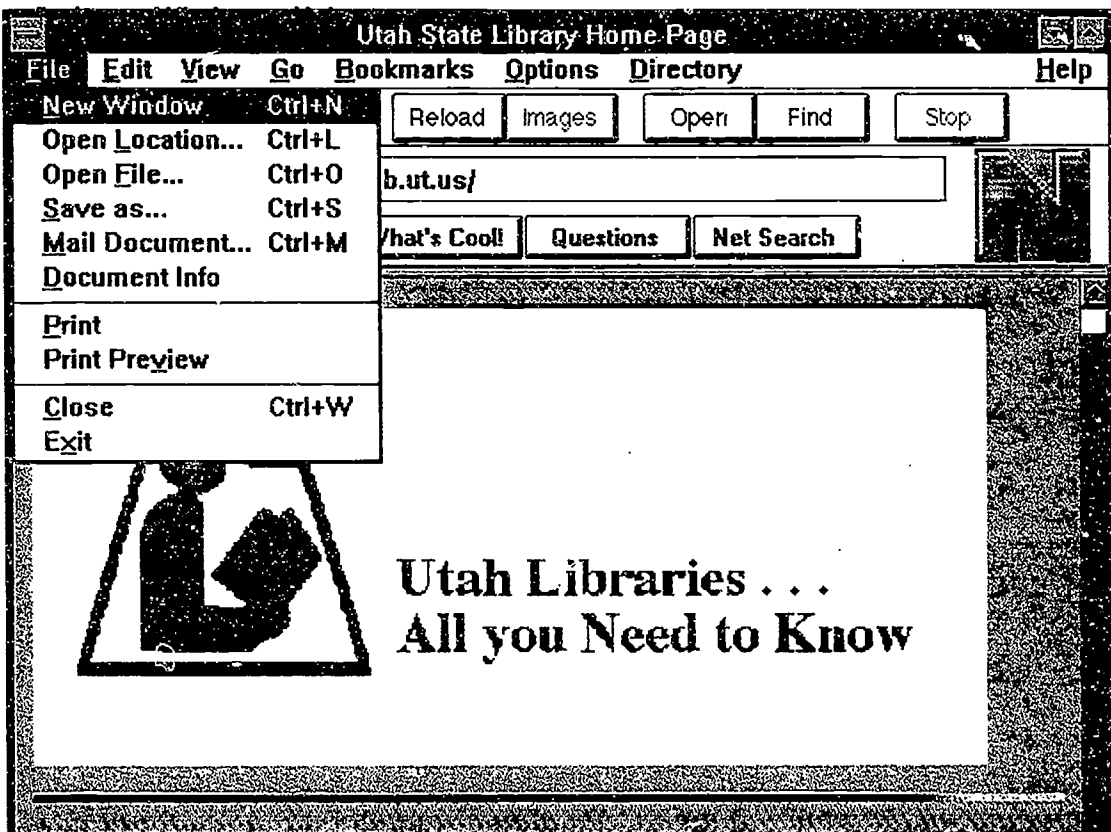 Utah State Library Home Page
File Edit View Go Bookmarks Options Directory Help
New Window Ctrl+N
Open Location... Ctrl+L
Open File... Ctrl+O
Save as... Ctrl+S
Mail Document... Ctrl+M
Document Info
Print
Print Preview
Close Ctrl+W
Exit
Reload Images Open Find Stop
b.ut.us/
hat's Cool! Questions Net Search
N
Utah Libraries . . .
All you Need to Know